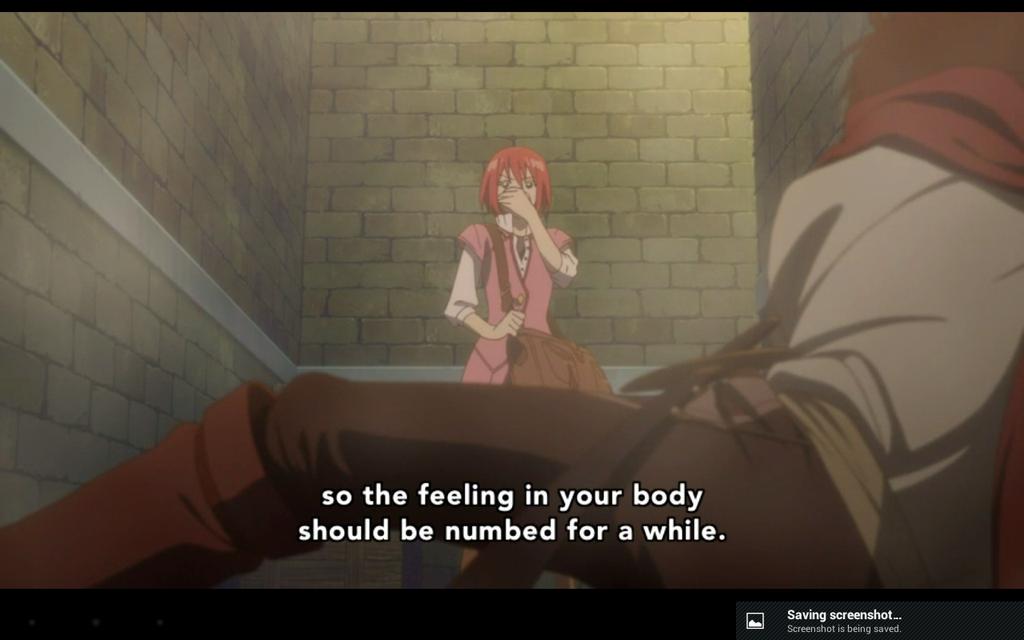 so the feeling in your body
should be numbed for a while.
Saving screenshot...
Screenshot is being saved.